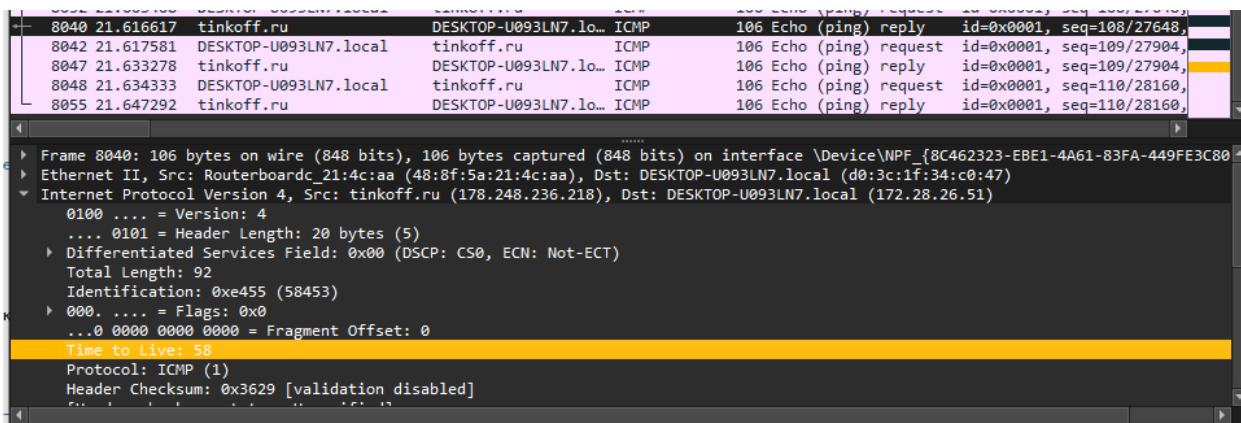 8040 21.616617 tinkoff.ru DESKTOP-U093LN7.lo… ICMP 106 Echo (ping) reply id=0x0001, seq=108/27648,
8042 21.617581 DESKTOP-U093LN7.local tinkoff.ru ICMP 106 Echo (ping) request id=0x0001, seq=109/27904,
8047 21.633278 tinkoff.ru DESKTOP-U093LN7.lo… ICMP 106 Echo (ping) reply id=0x0001, seq=109/27904,
8048 21.634333 DESKTOP-U093LN7.local tinkoff.ru ICMP 106 Echo (ping) request id=0x0001, seq=110/28160,
8055 21.647292 tinkoff.ru DESKTOP-U093LN7.lo… ICMP 106 Echo (ping) reply id=0x0001, seq=110/28160,
Frame 8040: 106 bytes on wire (848 bits), 106 bytes captured (848 bits) on interface \Device\NPF_{8C462323-EBE1-4A61-83FA-449FE3C80
Ethernet II, Src: Routerboardc_21:4c:aa (48:8f:5a:21:4c:aa), Dst: DESKTOP-U093LN7.local (d0:3c:1f:34:c0:47)
Internet Protocol Version 4, Src: tinkoff.ru (178.248.236.218), Dst: DESKTOP-U093LN7.local (172.28.26.51)
0100 .... = Version: 4
.... 0101 = Header Length: 20 bytes (5)
Differentiated Services Field: 0x00 (DSCP: CS0, ECN: Not-ECT)
Total Length: 92
Identification: 0xe455 (58453)
000. .... = Flags: 0x0
...0 0000 0000 0000 = Fragment Offset: 0
Time to Live: 58
Protocol: ICMP (1)
Header Checksum: 0x3629 [validation disabled]